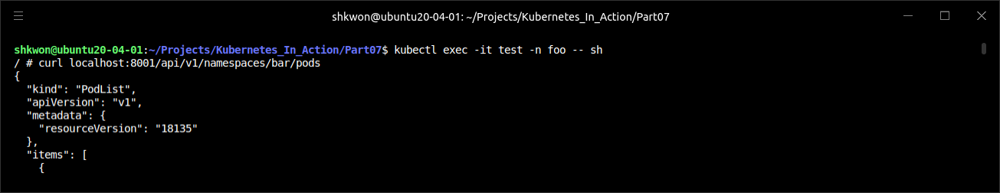 shkwon@ubuntu20-04-01: ~/Projects/Kubernetes_In_Action/Part07
shkwon@ubuntu20-04-01:~/Projects/Kubernetes_In_Action/Part07$ kubectl exec -it test -n foo -- sh
/ # curl localhost:8001/api/v1/namespaces/bar/pods
{
  "kind": "PodList",
  "apiVersion": "v1",
  "metadata": {
    "resourceVersion": "18135"
  },
  "items": [
    {